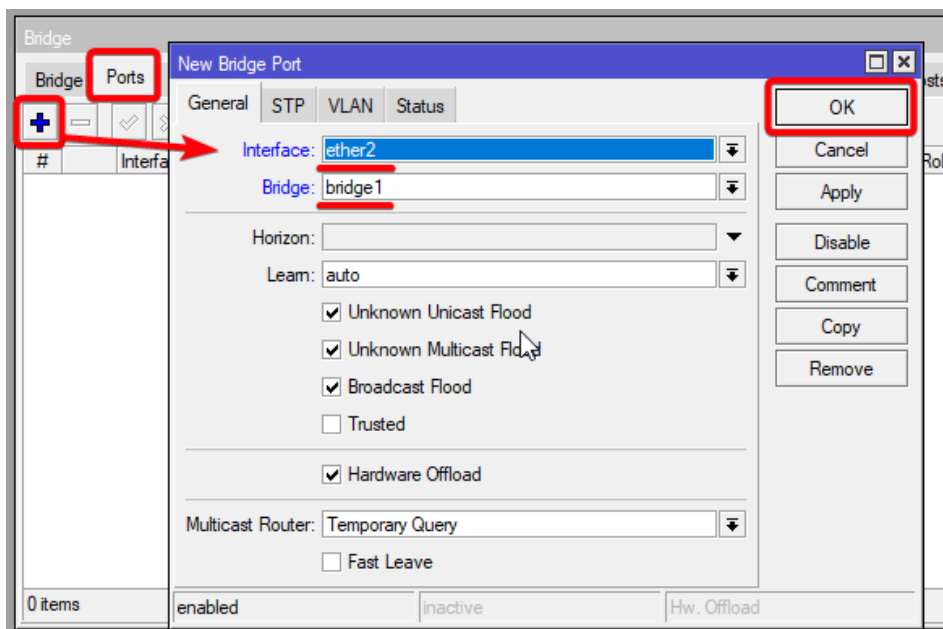 Bridge
Bridge Ports
New Bridge Port
General STP VLAN Status
OK
# Interfa
Interface: ether2
Cancel
Bridge: bridge1
Apply
Horizon:
Disable
Learn: auto
Comment
Unknown Unicast Flood
Copy
Unknown Multicast Flood
Remove
Broadcast Flood
Trusted
Hardware Offload
Multicast Router: Temporary Query
Fast Leave
0 items
enabled inactive Hw. Offload